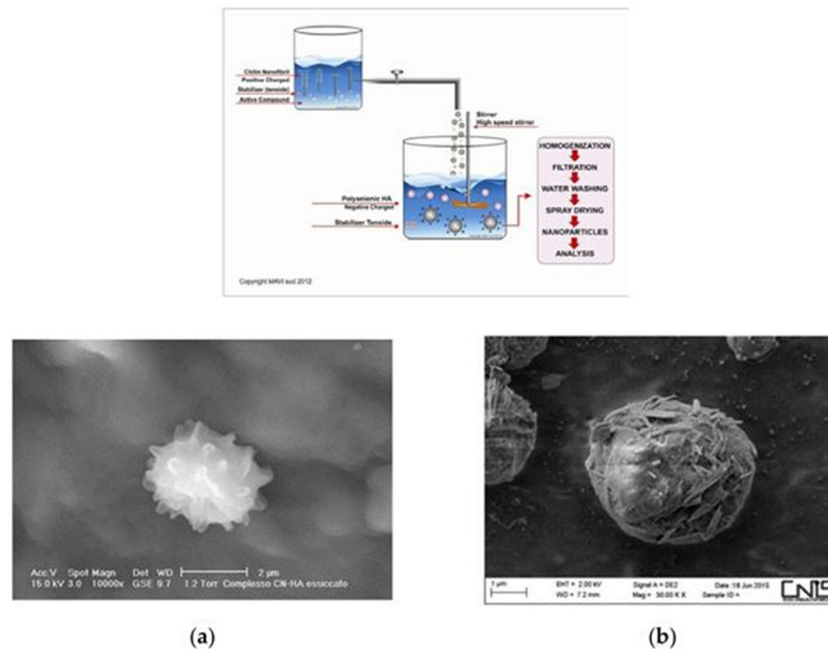 Chitin Nanofibril
Positive Charged
Stabilizer (tenside)
Active Compound
Stirrer
High speed stirrer
Polyanionic HA
Negative Charged
Stabilizer Tenside
HOMOGENIZATION
FILTRATION
WATER WASHING
SPRAY DRYING
NANOPARTICLES
ANALYSIS
Copyright MAVI sud 2012
Acc.V Spot Magn Det WD 2 µm
15.0 kV 3.0 10000x GSE 9.7 1.2 Torr Complesso CN-HA essiccato
1 µm EHT = 2.00 kV Signal A = SE2 Date :18 Jun 2015
WD = 7.2 mm Mag = 30.00 K X Sample ID =
CNIS
(a)
(b)